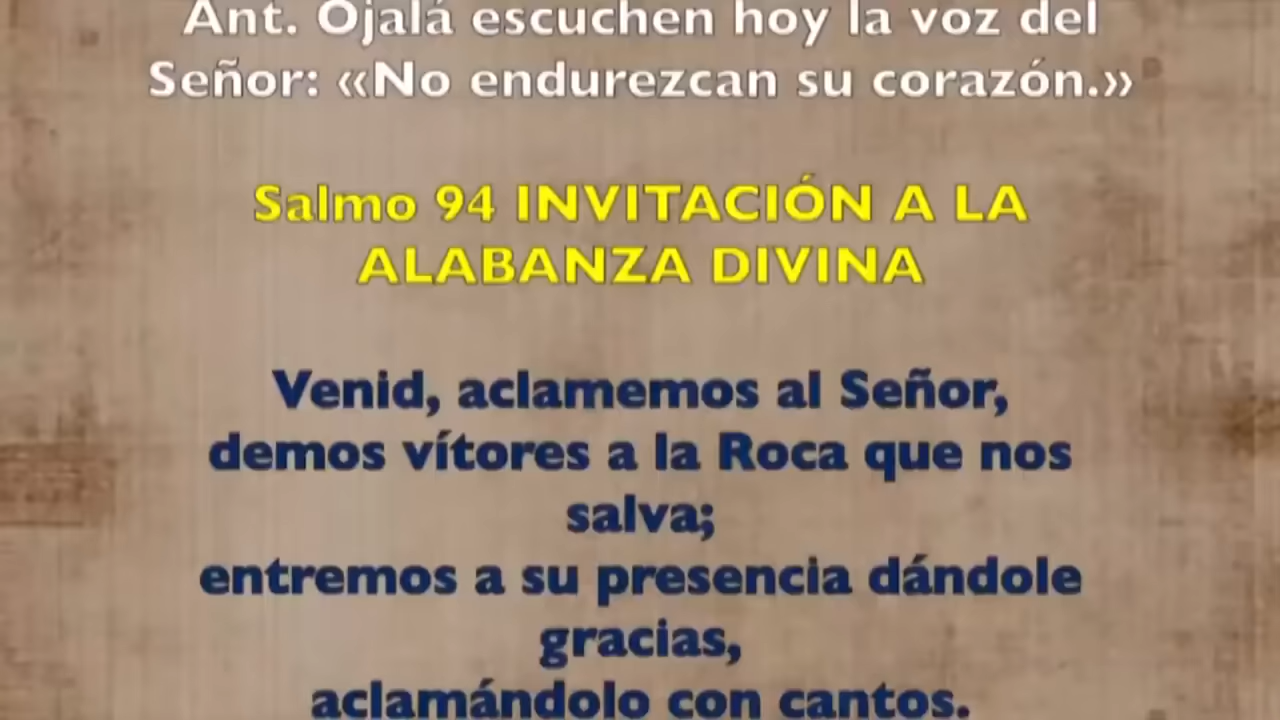 Ant. Ojalá escuchen hoy la voz del
Señor: «No endurezcan su corazón.»
Salmo 94 INVITACIÓN A LA
ALABANZA DIVINA
Venid, aclamemos al Señor,
demos vítores a la Roca que nos
salva;
entremos a su presencia dándole
gracias,
aclamándolo con cantos.